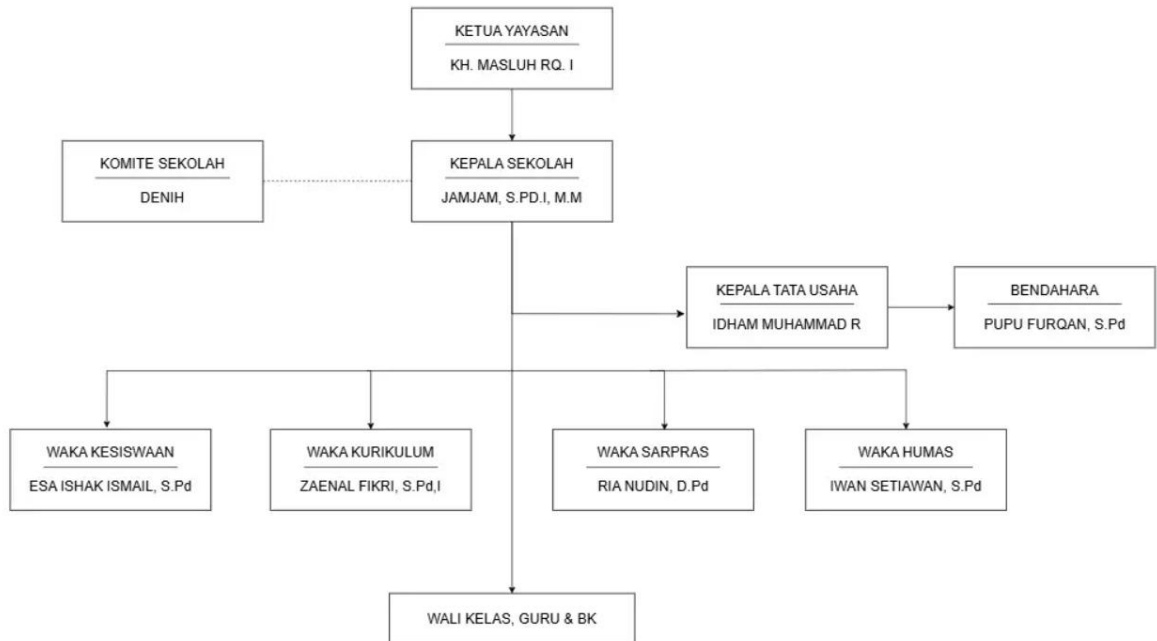 KETUA YAYASAN
KH. MASLUH RQ. I
KOMITE SEKOLAH
DENIH
KEPALA SEKOLAH
JAMJAM, S.PD.I, M.M
KEPALA TATA USAHA
IDHAM MUHAMMAD R
BENDAHARA
PUPU FURQAN, S.Pd
WAKA KESISWAAN
ESA ISHAK ISMAIL, S.Pd
WAKA KURIKULUM
ZAENAL FIKRI, S.Pd,I
WAKA SARPRAS
RIA NUDIN, D.Pd
WAKA HUMAS
IWAN SETIAWAN, S.Pd
WALI KELAS, GURU & BK